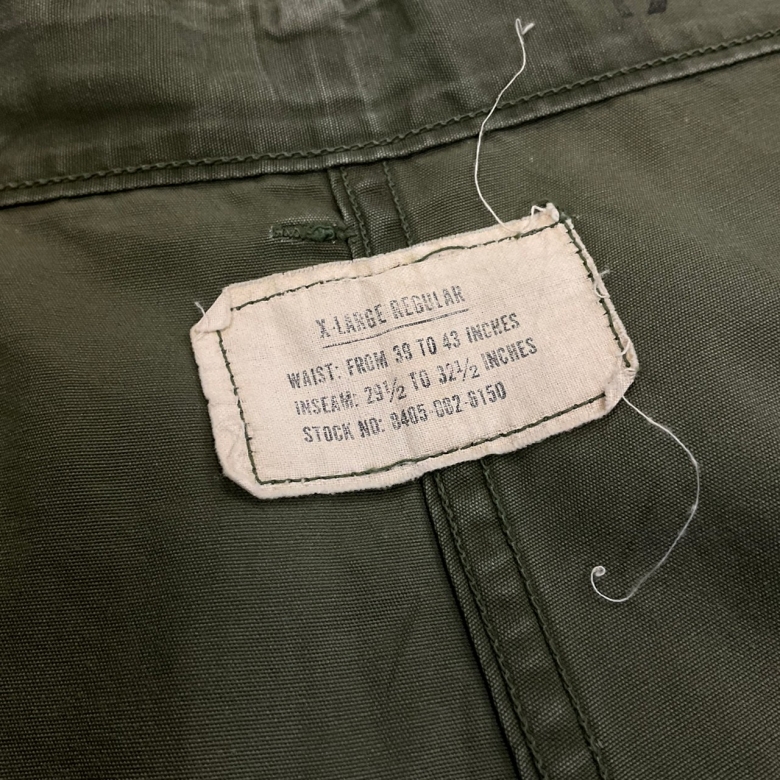 X-LARGE REGULAR
WAIST: FROM 39 TO 43 INCHES
INSEAM: 29½ TO 32½ INCHES
STOCK NO: 8405-082-6150